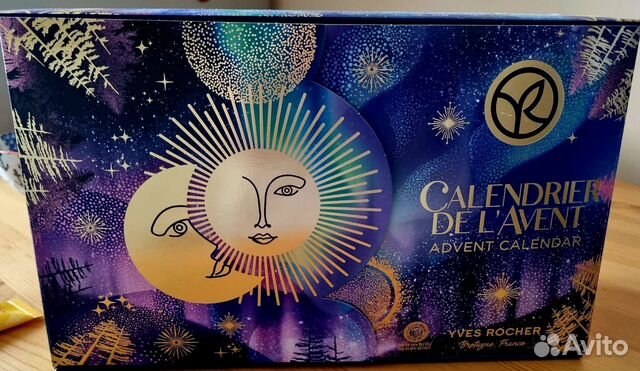 CALENDRIER
DE L'AVENT
ADVENT CALENDAR
YVES ROCHER
Bretagne, France
Avito